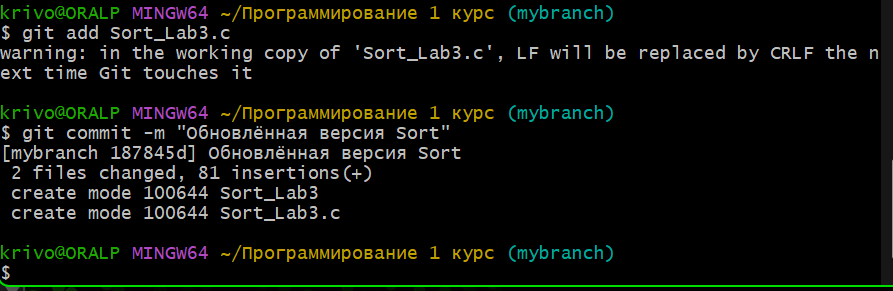 krivo@ORALP MINGW64 ~/Программирование 1 курс (mybranch)
$ git add Sort_Lab3.c
warning: in the working copy of 'Sort_Lab3.c', LF will be replaced by CRLF the n
ext time Git touches it
krivo@ORALP MINGW64 ~/Программирование 1 курс (mybranch)
$ git commit -m "Обновлённая версия Sort"
[mybranch 187845d] Обновлённая версия Sort
 2 files changed, 81 insertions(+)
 create mode 100644 Sort_Lab3
 create mode 100644 Sort_Lab3.c
krivo@ORALP MINGW64 ~/Программирование 1 курс (mybranch)
$